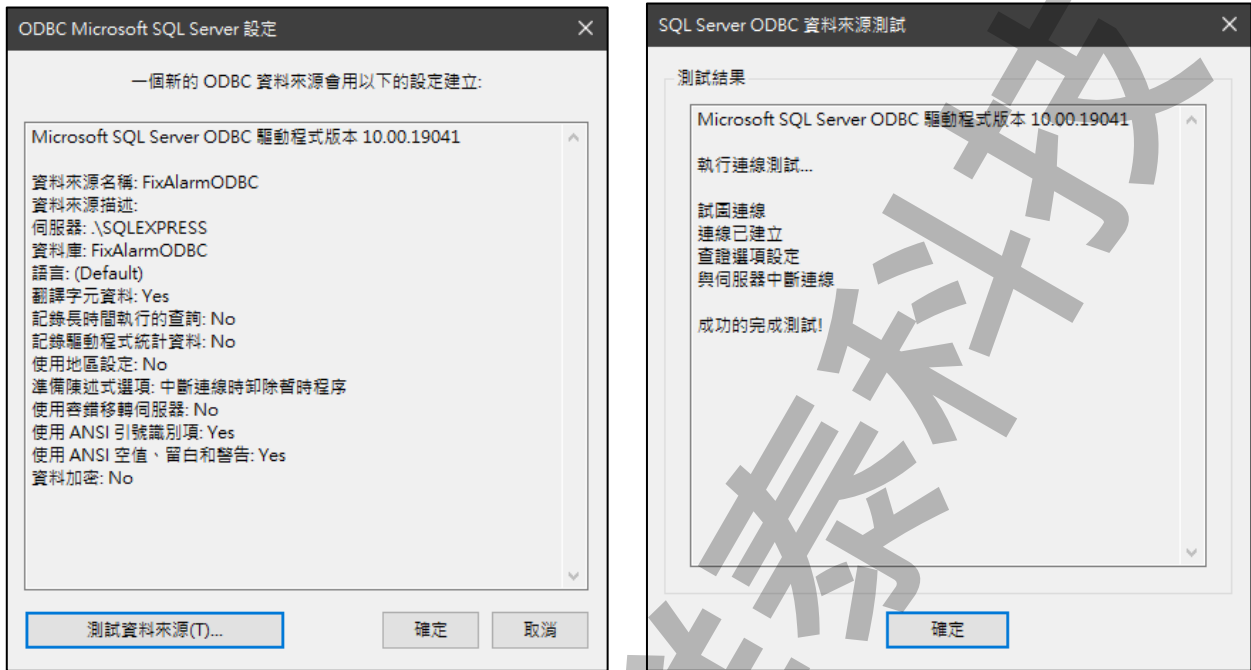 ODBC Microsoft SQL Server 設定
一個新的 ODBC 資料來源會用以下的設定建立:
Microsoft SQL Server ODBC 驅動程式版本 10.00.19041
資料來源名稱: FixAlarmODBC
資料來源描述:
伺服器: .\SQLEXPRESS
資料庫: FixAlarmODBC
語言: (Default)
翻譯字元資料: Yes
記錄長時間執行的查詢: No
記錄驅動程式統計資料: No
使用地區設定: No
準備陳述式選項: 中斷連線時卸除暫時程序
使用容錯移轉伺服器: No
使用 ANSI 引號識別項: Yes
使用 ANSI 空值、留白和警告: Yes
資料加密: No
測試資料來源(T)...
確定
取消
SQL Server ODBC 資料來源測試
測試結果
Microsoft SQL Server ODBC 驅動程式版本 10.00.19041
執行連線測試...
試圖連線
連線已建立
查證選項設定
與伺服器中斷連線
成功的完成測試!
確定
泰科技